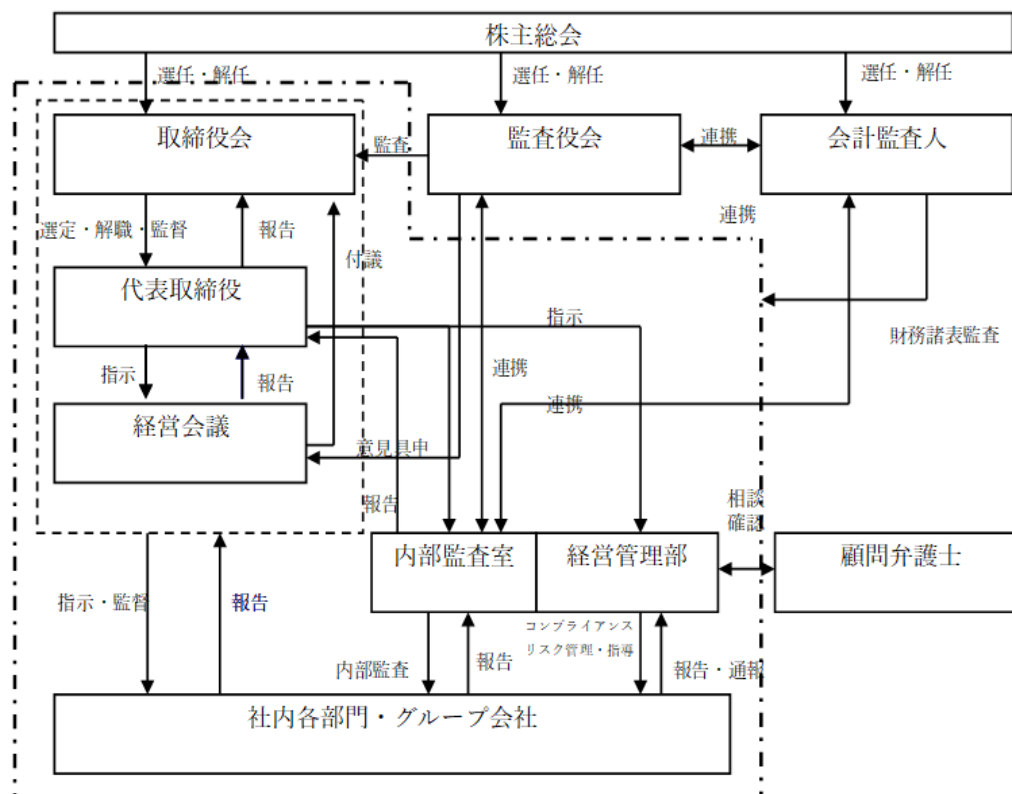 株主総会
選任・解任
選任・解任
選任・解任
取締役会
監査
監査役会
連携
会計監査人
選定・解職・監督
報告
付議
連携
代表取締役
指示
財務諸表監査
指示
報告
連携
連携
経営会議
意見具申
報告
相談
確認
内部監査室
経営管理部
顧問弁護士
指示・監督
報告
コンプライアンス
リスク管理・指導
内部監査
報告
報告・通報
社内各部門・グループ会社